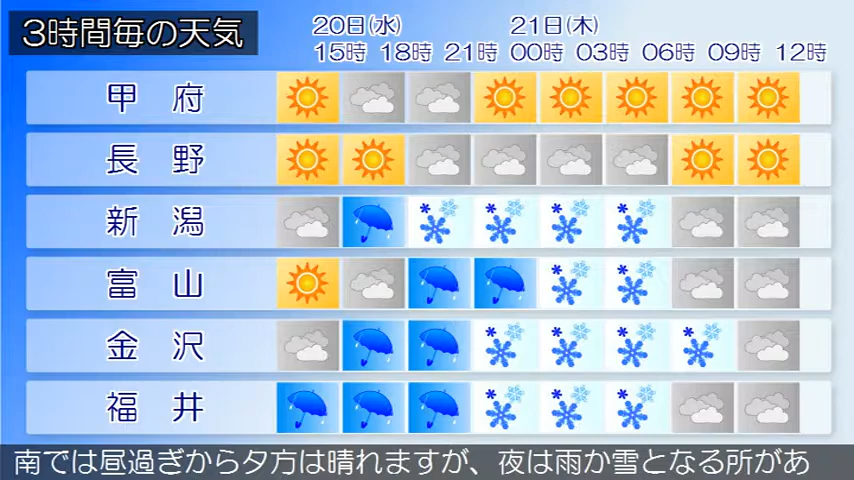 3時間毎の天気
20日(水) 21日(木)
15時 18時 21時 00時 03時 06時 09時 12時
甲府
長野
新潟
富山
金沢
福井
南では昼過ぎから夕方は晴れますが、夜は雨か雪となる所があ